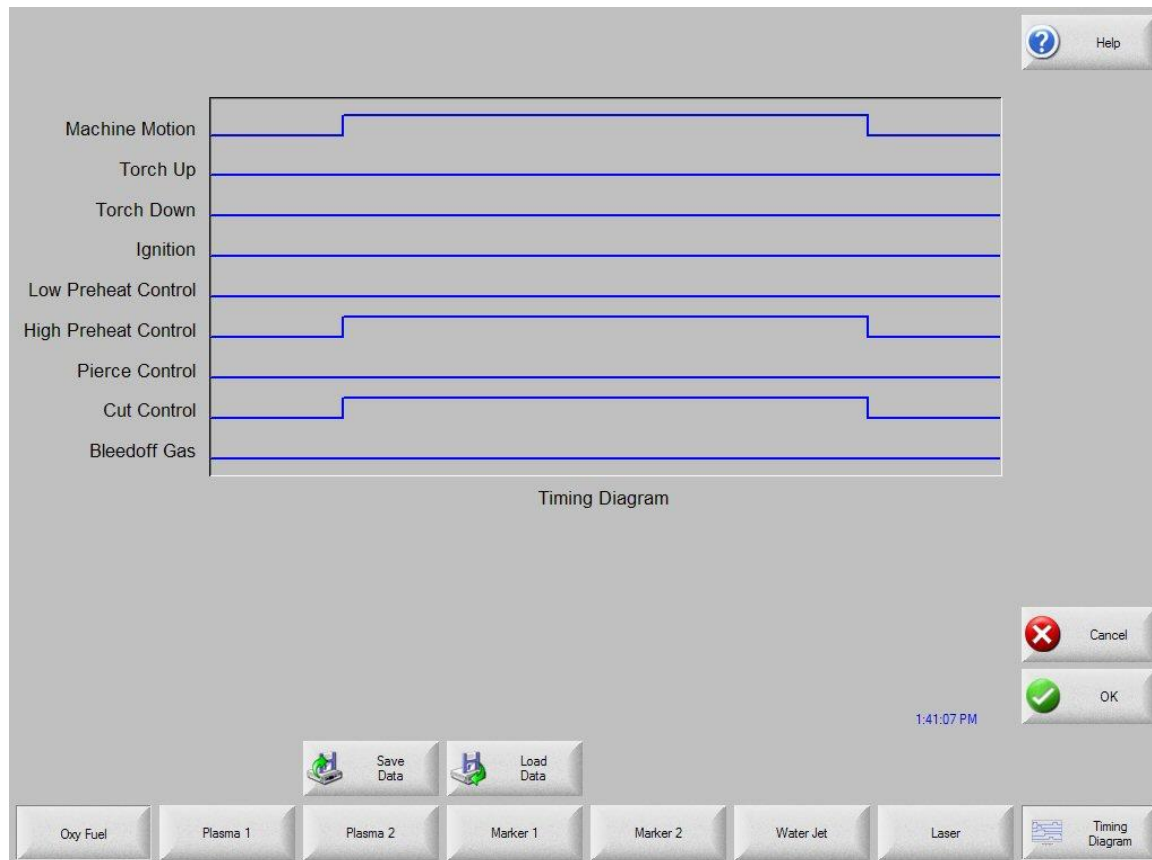 Help
Machine Motion
Torch Up
Torch Down
Ignition
Low Preheat Control
High Preheat Control
Pierce Control
Cut Control
Bleedoff Gas
Timing Diagram
Cancel
OK
1:41:07 PM
Save
Data
Load
Data
Oxy Fuel
Plasma 1
Plasma 2
Marker 1
Marker 2
Water Jet
Laser
Timing
Diagram